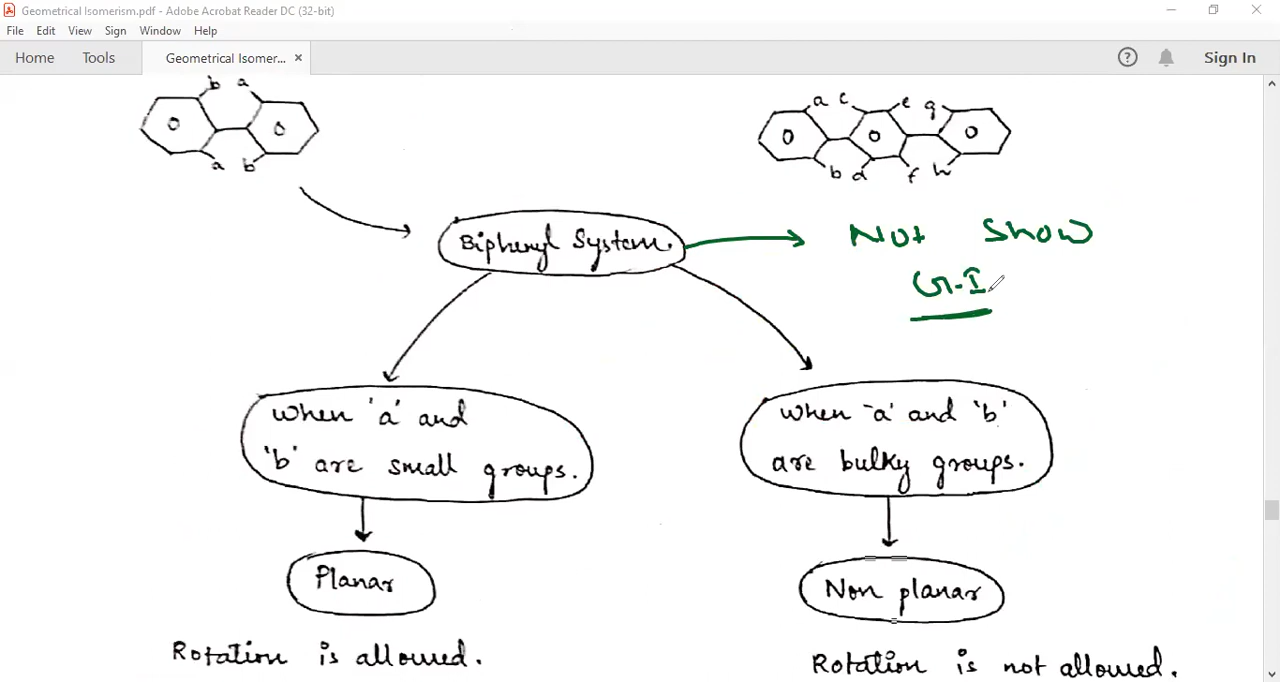 Geometrical Isomerism.pdf - Adobe Acrobat Reader DC (32-bit)
File Edit View Sign Window Help
Home Tools Geometrical Isomer... × ? Sign In
b a
a b
a c e g
b d f h
Biphenyl System.
Not Show
G.I
When 'a' and
'b' are small groups.
when 'a' and 'b'
are bulky groups.
Planar
Non planar
Rotation is allowed.
Rotation is not allowed.